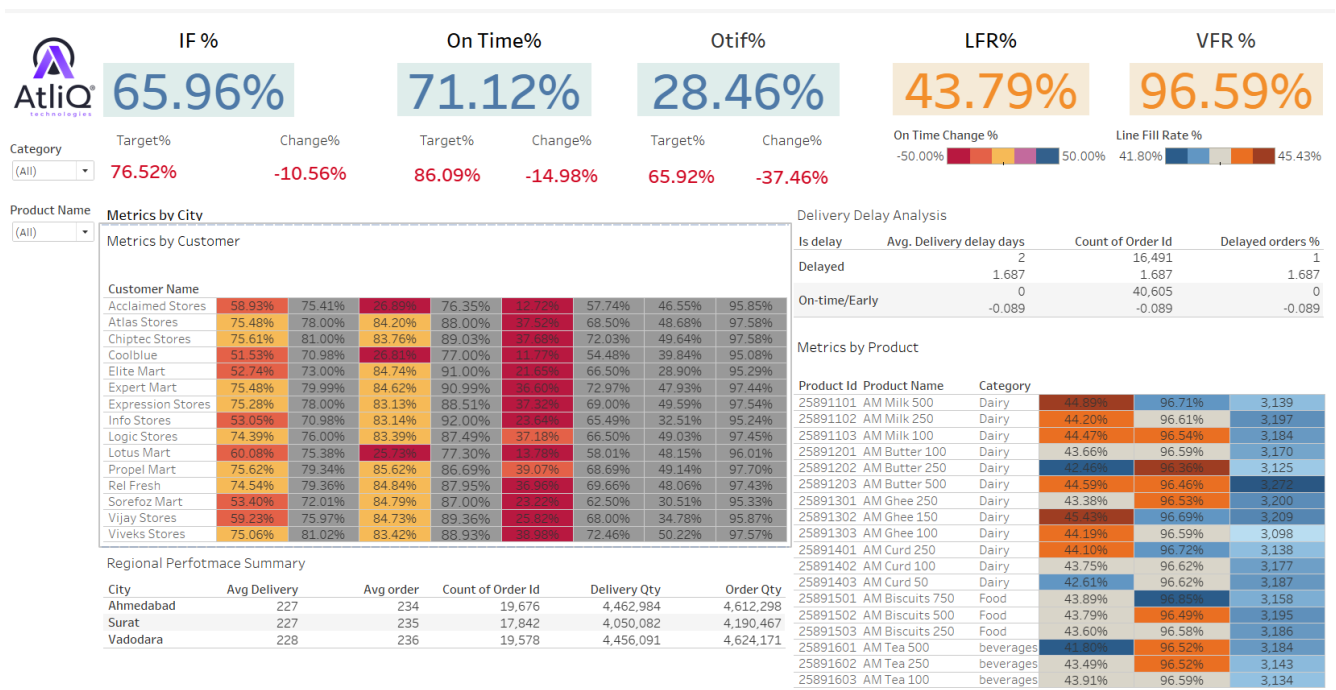 AtliQ
technologies
IF % On Time% Otif% LFR% VFR %
65.96% 71.12% 28.46% 43.79% 96.59%
Target% Change% Target% Change% Target% Change%
76.52% -10.56% 86.09% -14.98% 65.92% -37.46%
On Time Change % Line Fill Rate %
-50.00% 50.00% 41.80% 45.43%
Category
(All)
Product Name
(All)
Metrics by City
Metrics by Customer
Customer Name
Acclaimed Stores 58.93% 75.41% 26.89% 76.35% 12.72% 57.74% 46.55% 95.85%
Atlas Stores 75.48% 78.00% 84.20% 88.00% 37.52% 68.50% 48.68% 97.58%
Chiptec Stores 75.61% 81.00% 83.76% 89.03% 37.68% 72.03% 49.64% 97.58%
Coolblue 51.53% 70.98% 26.81% 77.00% 11.77% 54.48% 39.84% 95.08%
Elite Mart 52.74% 73.00% 84.74% 91.00% 21.65% 66.50% 28.90% 95.29%
Expert Mart 75.48% 79.99% 84.62% 90.99% 36.60% 72.97% 47.93% 97.44%
Expression Stores 75.28% 78.00% 83.13% 88.51% 37.32% 69.00% 49.59% 97.54%
Info Stores 53.05% 70.98% 83.14% 92.00% 23.64% 65.49% 32.51% 95.24%
Logic Stores 74.39% 76.00% 83.39% 87.49% 37.18% 66.50% 49.03% 97.45%
Lotus Mart 60.08% 75.38% 25.73% 77.30% 13.78% 58.01% 48.15% 96.01%
Propel Mart 75.62% 79.34% 85.62% 86.69% 39.07% 68.69% 49.14% 97.70%
Rel Fresh 74.54% 79.36% 84.84% 87.95% 36.96% 69.66% 48.06% 97.43%
Sorefoz Mart 53.40% 72.01% 84.79% 87.00% 23.22% 62.50% 30.51% 95.33%
Vijay Stores 59.23% 75.97% 84.73% 89.36% 25.82% 68.00% 34.78% 95.87%
Viveks Stores 75.06% 81.02% 83.42% 88.93% 38.98% 72.46% 50.22% 97.57%
Regional Perfotmace Summary
City Avg Delivery Avg order Count of Order Id Delivery Qty Order Qty
Ahmedabad 227 234 19,676 4,462,984 4,612,298
Surat 227 235 17,842 4,050,082 4,190,467
Vadodara 228 236 19,578 4,456,091 4,624,171
Delivery Delay Analysis
Is delay Avg. Delivery delay days Count of Order Id Delayed orders %
Delayed 2 16,491 1
1.687 1.687 1.687
On-time/Early 0 40,605 0
-0.089 -0.089 -0.089
Metrics by Product
Product Id Product Name Category
25891101 AM Milk 500 Dairy 44.89% 96.71% 3,139
25891102 AM Milk 250 Dairy 44.20% 96.61% 3,197
25891103 AM Milk 100 Dairy 44.47% 96.54% 3,184
25891201 AM Butter 100 Dairy 43.66% 96.59% 3,170
25891202 AM Butter 250 Dairy 42.46% 96.36% 3,125
25891203 AM Butter 500 Dairy 44.59% 96.46% 3,272
25891301 AM Ghee 250 Dairy 43.38% 96.53% 3,200
25891302 AM Ghee 150 Dairy 45.43% 96.69% 3,209
25891303 AM Ghee 100 Dairy 44.19% 96.59% 3,098
25891401 AM Curd 250 Dairy 44.10% 96.72% 3,138
25891402 AM Curd 100 Dairy 43.75% 96.62% 3,177
25891403 AM Curd 50 Dairy 42.61% 96.62% 3,187
25891501 AM Biscuits 750 Food 43.89% 96.85% 3,158
25891502 AM Biscuits 500 Food 43.79% 96.49% 3,195
25891503 AM Biscuits 250 Food 43.60% 96.58% 3,186
25891601 AM Tea 500 beverages 41.80% 96.52% 3,184
25891602 AM Tea 250 beverages 43.49% 96.52% 3,143
25891603 AM Tea 100 beverages 43.91% 96.59% 3,134